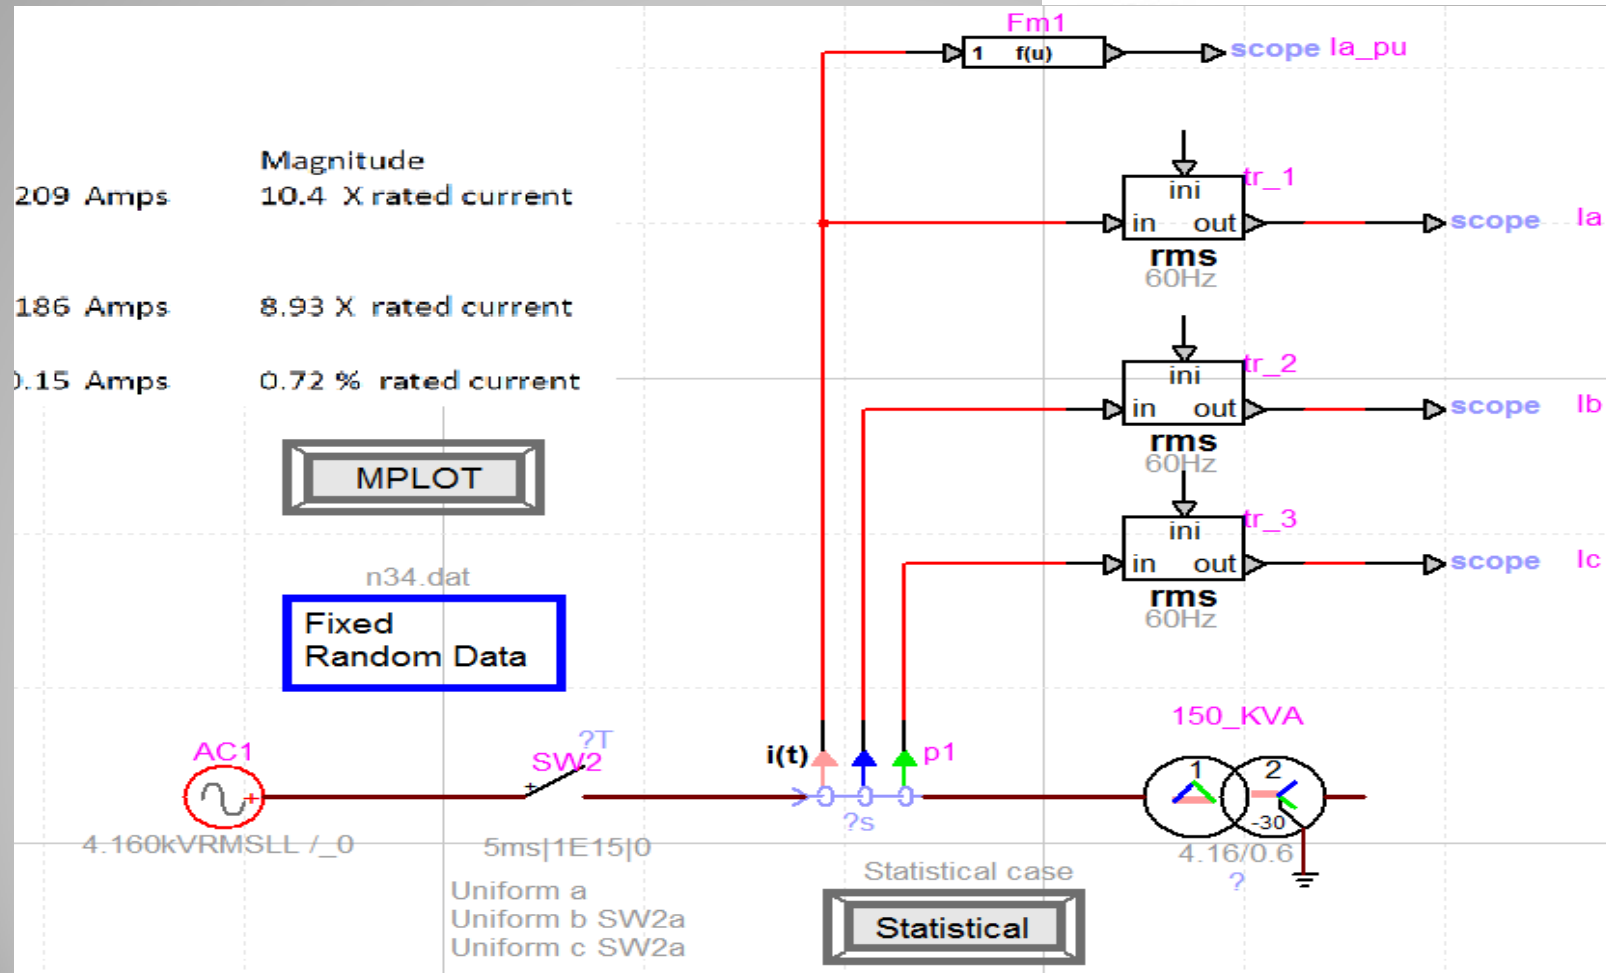 Fm1
1 f(u)
scope Ia_pu
Magnitude
209 Amps 10.4 X rated current
ini
tr_1
in out
scope Ia
rms
60Hz
186 Amps 8.93 X rated current
ini
tr_2
in out
scope Ib
rms
60Hz
.15 Amps 0.72 % rated current
MPLOT
ini
tr_3
in out
scope Ic
rms
60Hz
n34.dat
Fixed
Random Data
150_KVA
AC1
?T
SW2
i(t)
p1
1 2
+
+
-30
?s
4.160kVRMSLL /_0
5ms|1E15|0
4.16/0.6
?
Uniform a
Uniform b SW2a
Uniform c SW2a
Statistical case
Statistical